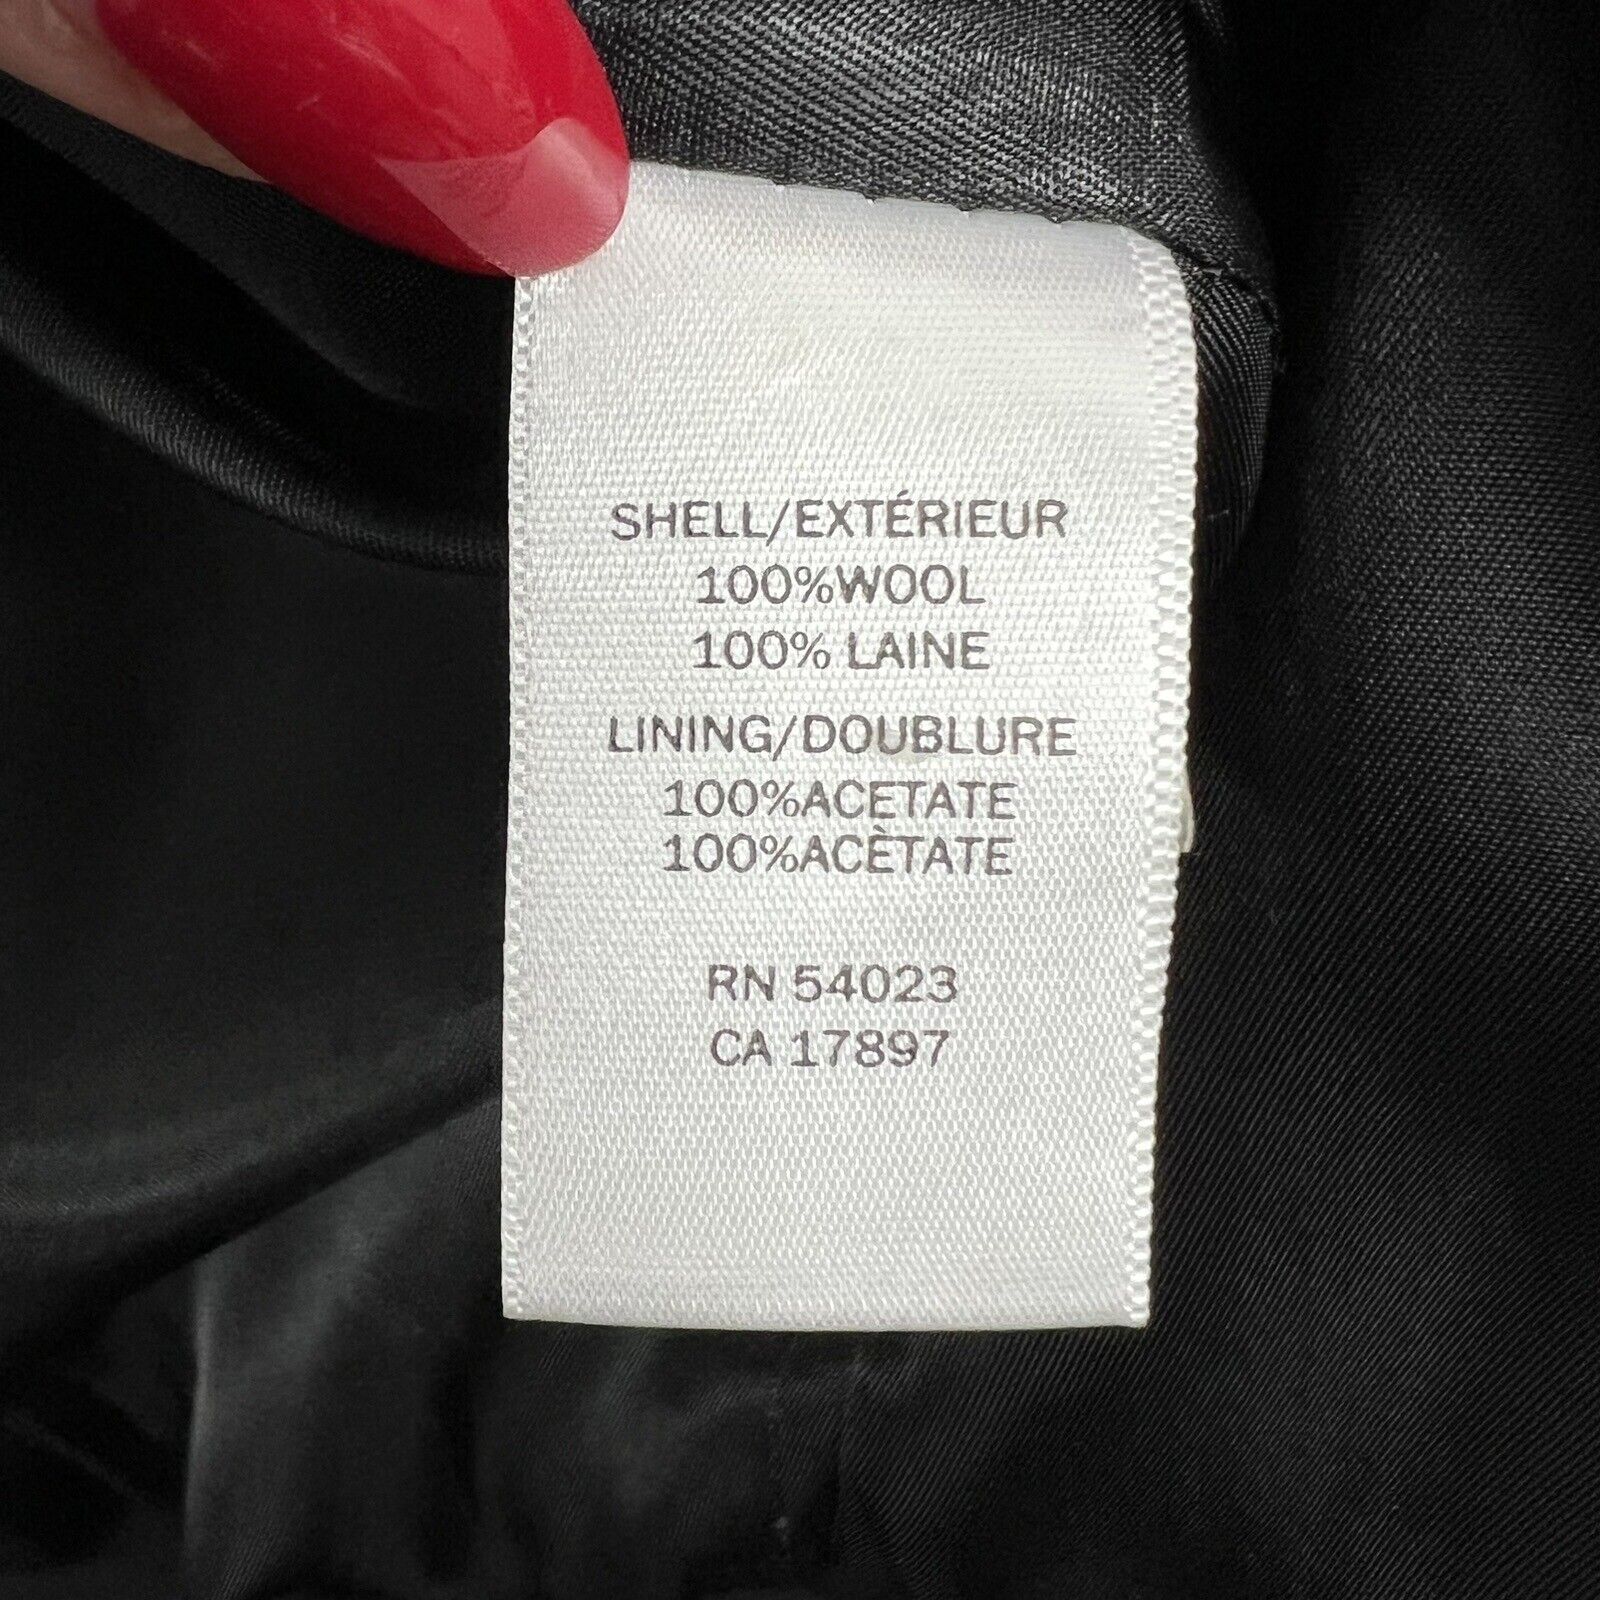 SHELL/EXTÉRIEUR
100%WOOL
100% LAINE
LINING/DOUBLURE
100%ACETATE
100%ACÈTATE
RN 54023
CA 17897